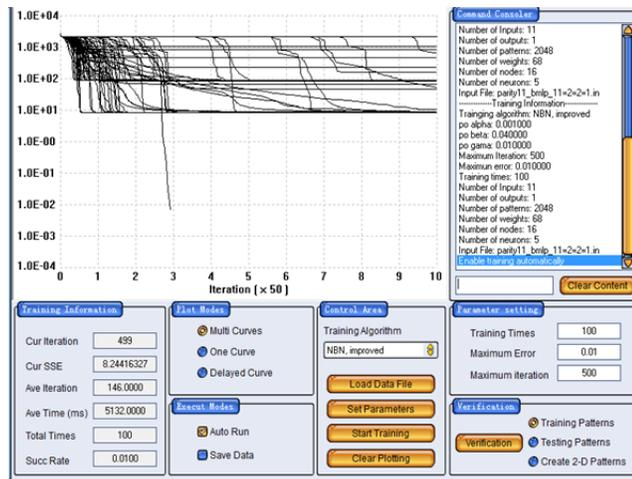 1.0E+04
1.0E+03
1.0E+02
1.0E+01
1.0E-00
1.0E-01
1.0E-02
1.0E-03
1.0E-04
0 1 2 3 4 5 6 7 8 9 10
Iteration ( x 50 )
Command Consoler
Number of Inputs: 11
Number of outputs: 1
Number of patterns: 2048
Number of weights: 68
Number of nodes: 16
Number of neurons: 5
Input File: parity11_bmlp_11=2=2=1.in
------------Training Information------------
Trainging algorithm: NBN, improved
po alpha: 0.001000
po beta: 0.040000
po gama: 0.010000
Maximum Iteration: 500
Maximun error: 0.010000
Training times: 100
Number of Inputs: 11
Number of outputs: 1
Number of patterns: 2048
Number of weights: 68
Number of nodes: 16
Number of neurons: 5
Input File: parity11_bmlp_11=2=2=1.in
Enable training automatically
Clear Content
Training Information
Cur Iteration 499
Cur SSE 8.24416327
Ave Iteration 146.0000
Ave Time (ms) 5132.0000
Total Times 100
Succ Rate 0.0100
Plot Modes
Multi Curves
One Curve
Delayed Curve
Execut Modes
Auto Run
Save Data
Control Area
Training Algorithm
NBN, improved
Load Data File
Set Parameters
Start Training
Clear Plotting
Parameter setting
Training Times 100
Maximum Error 0.01
Maximum iteration 500
Verification
Verification
Training Patterns
Testing Patterns
Create 2-D Patterns